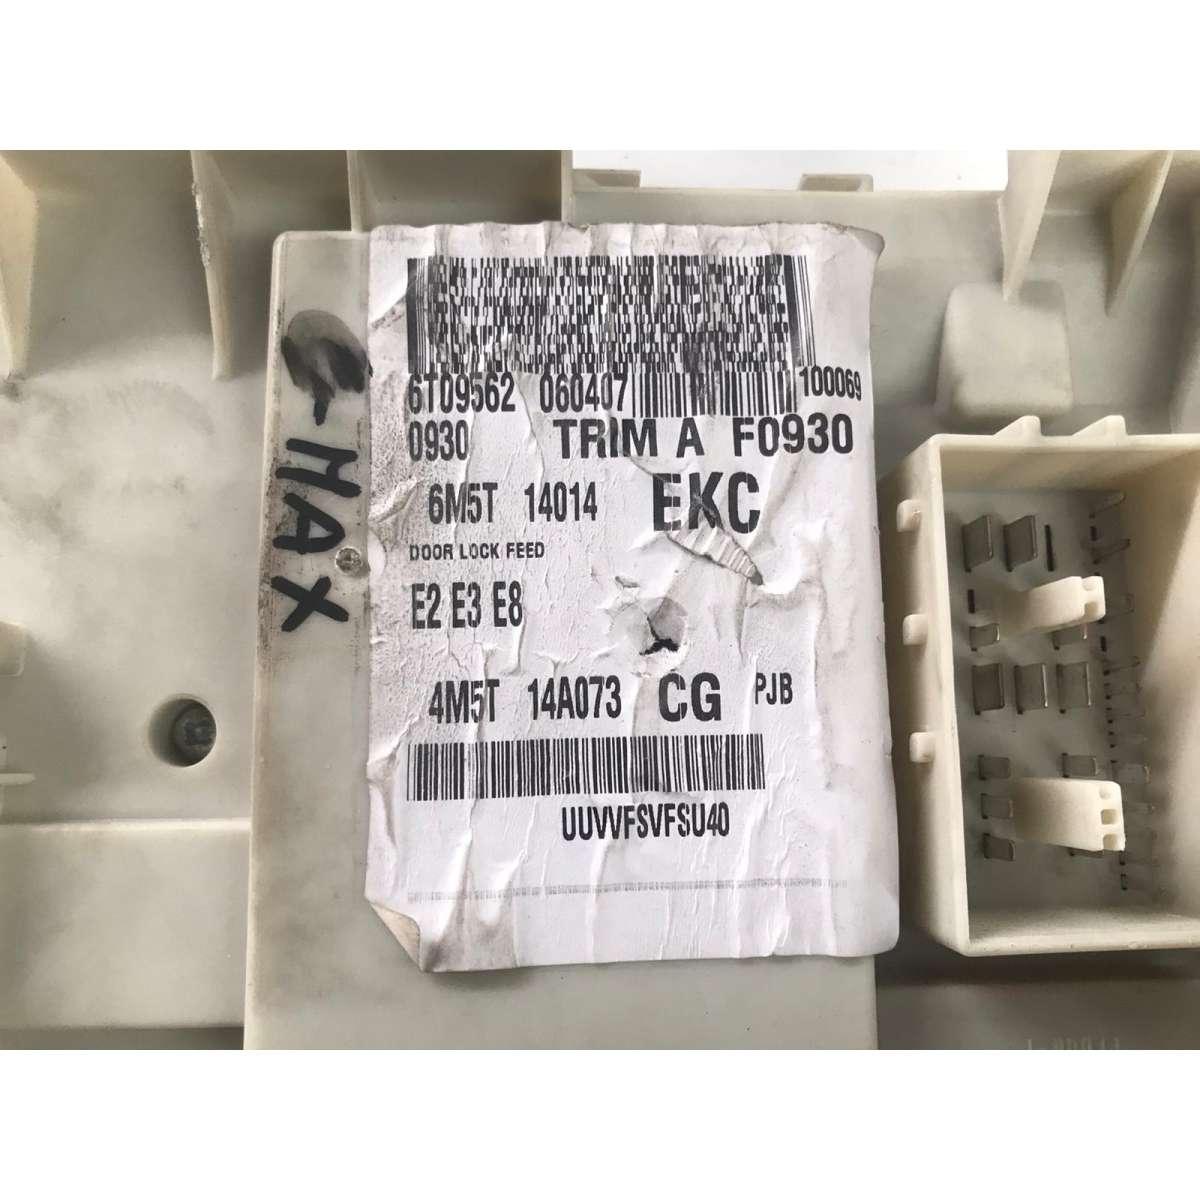 C-MAX
6T09562 060407 100069
0930 TRIM A F0930
6M5T 14014 EKC
DOOR LOCK FEED
E2 E3 E8
4M5T 14A073 CG PJB
UUVVFSVFSU40